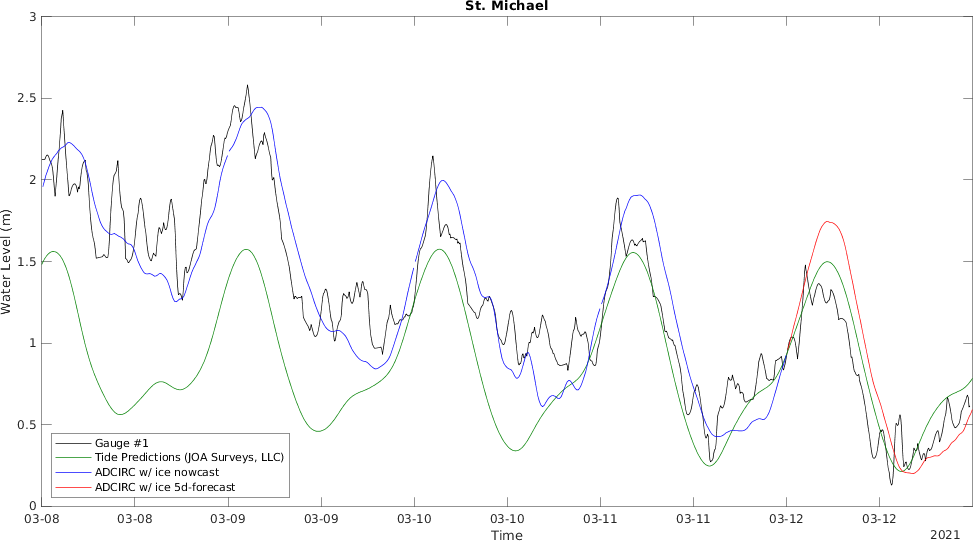 St. Michael
3
2.5
2
1.5
1
0.5
0
Water Level (m)
Gauge #1
Tide Predictions (JOA Surveys, LLC)
ADCIRC w/ ice nowcast
ADCIRC w/ ice 5d-forecast
03-08 03-08 03-09 03-09 03-10 03-10 03-11 03-11 03-12 03-12
Time
2021